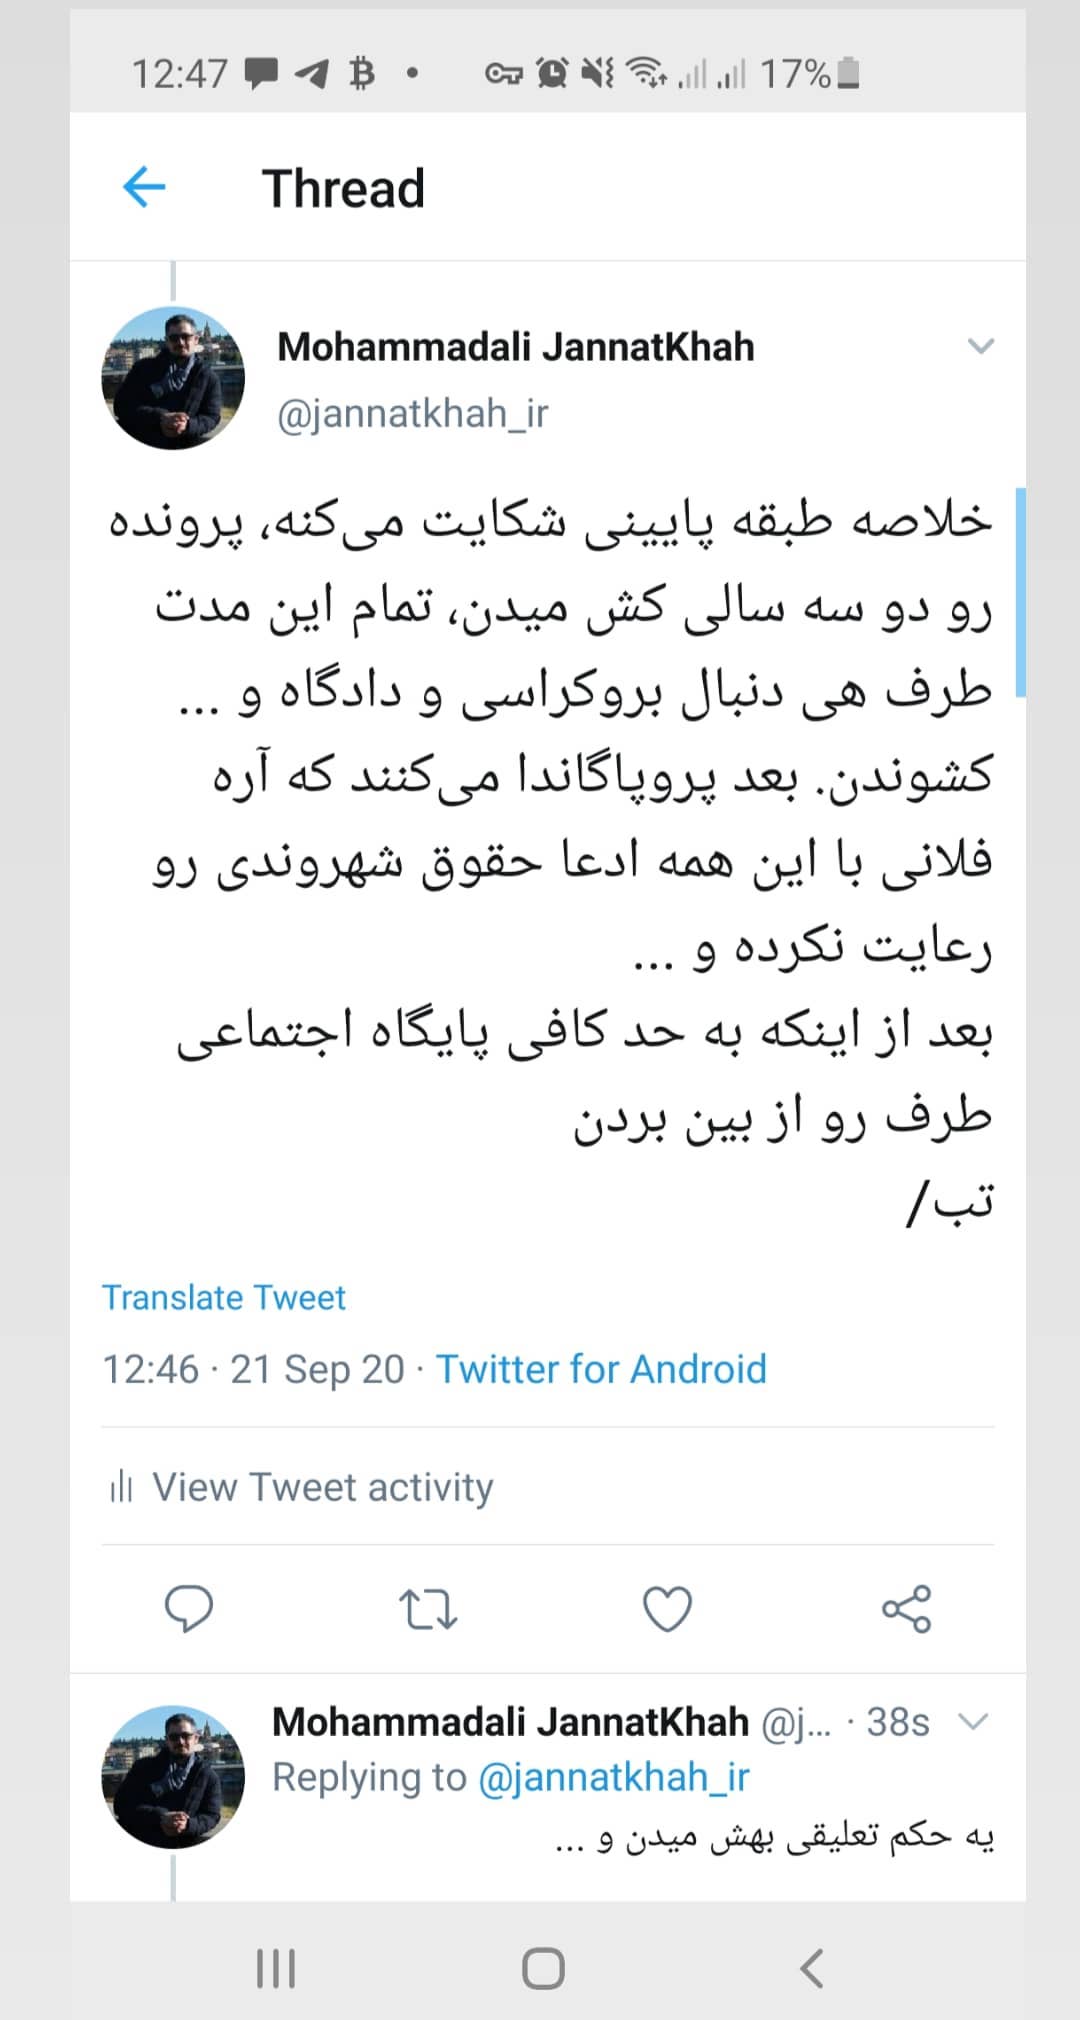 12:47
17%
Thread
Mohammadali JannatKhah
@jannatkhah_ir
خلاصه طبقه پایینی شکایت می‌کنه، پرونده
رو دو سه سالی کش میدن، تمام این مدت
طرف هی دنبال بروکراسی و دادگاه و ...
کشوندن. بعد پروپاگاندا می‌کنند که آره
فلانی با این همه ادعا حقوق شهروندی رو
رعایت نکرده و ...
بعد از اینکه به حد کافی پایگاه اجتماعی
طرف رو از بین بردن
تب/
Translate Tweet
12:46 · 21 Sep 20 · Twitter for Android
View Tweet activity
Mohammadali JannatKhah @j... · 38s
Replying to @jannatkhah_ir
یه حکم تعلیقی بهش میدن و ...